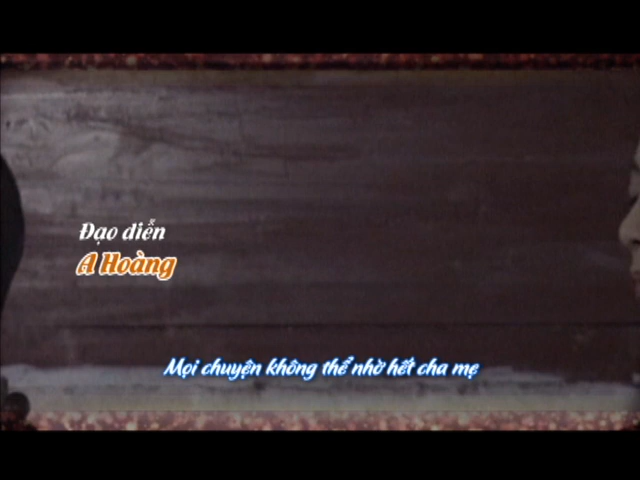 Đạo diễn
A Hoàng
Mọi chuyện không thể nhờ hết cha mẹ